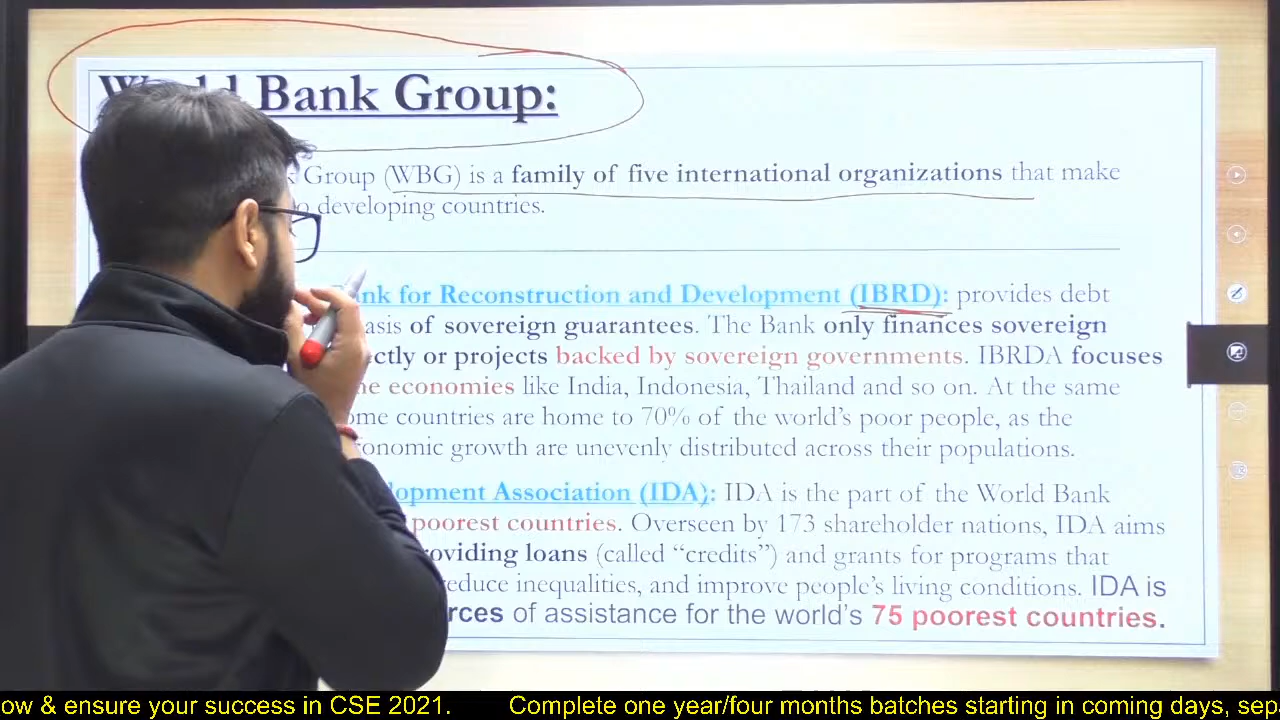 World Bank Group:
k Group (WBG) is a family of five international organizations that make
o developing countries.
ank for Reconstruction and Development (IBRD): provides debt
asis of sovereign guarantees. The Bank only finances sovereign
ctly or projects backed by sovereign governments. IBRDA focuses
me economies like India, Indonesia, Thailand and so on. At the same
ome countries are home to 70% of the world's poor people, as the
onomic growth are unevenly distributed across their populations.
lopment Association (IDA): IDA is the part of the World Bank
poorest countries. Overseen by 173 shareholder nations, IDA aims
roviding loans (called “credits”) and grants for programs that
educe inequalities, and improve people's living conditions. IDA is
rces of assistance for the world's 75 poorest countries.
ow & ensure your success in CSE 2021. Complete one year/four months batches starting in coming days, sep